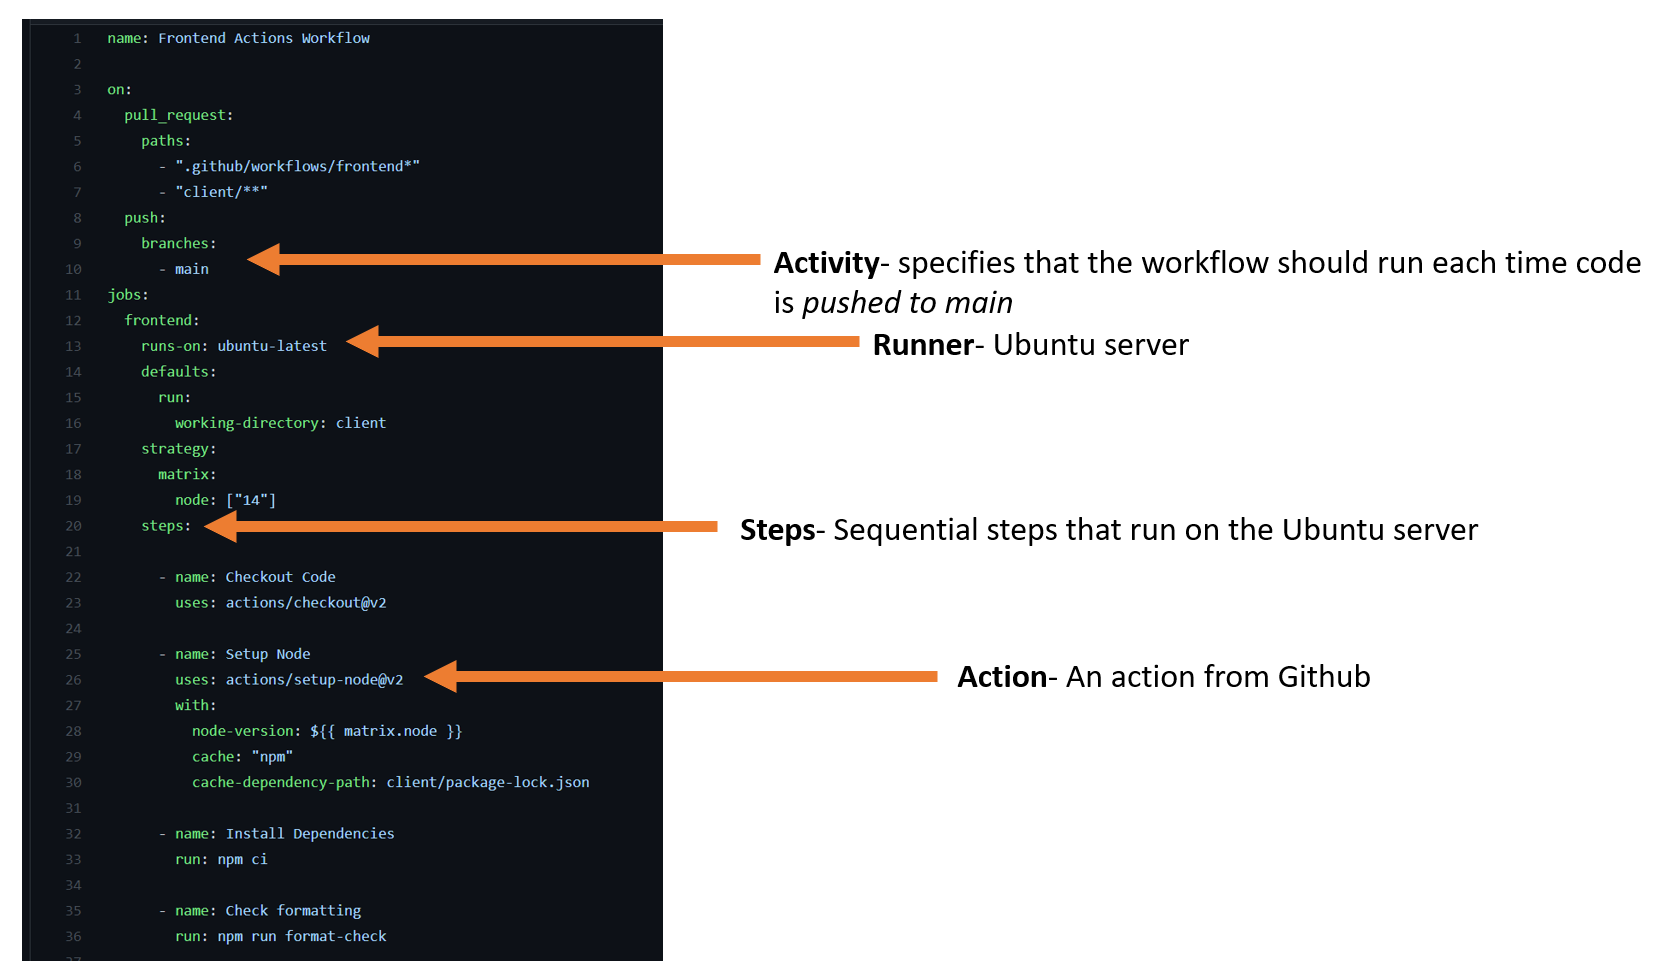 1 name: Frontend Actions Workflow
2
3 on:
4 pull_request:
5 paths:
6 - ".github/workflows/frontend*"
7 - "client/**"
8 push:
9 branches:
10 - main
11 jobs:
12 frontend:
13 runs-on: ubuntu-latest
14 defaults:
15 run:
16 working-directory: client
17 strategy:
18 matrix:
19 node: ["14"]
20 steps:
21
22 - name: Checkout Code
23 uses: actions/checkout@v2
24
25 - name: Setup Node
26 uses: actions/setup-node@v2
27 with:
28 node-version: ${{ matrix.node }}
29 cache: "npm"
30 cache-dependency-path: client/package-lock.json
31
32 - name: Install Dependencies
33 run: npm ci
34
35 - name: Check formatting
36 run: npm run format-check
Activity- specifies that the workflow should run each time code
is pushed to main
Runner- Ubuntu server
Steps- Sequential steps that run on the Ubuntu server
Action- An action from Github